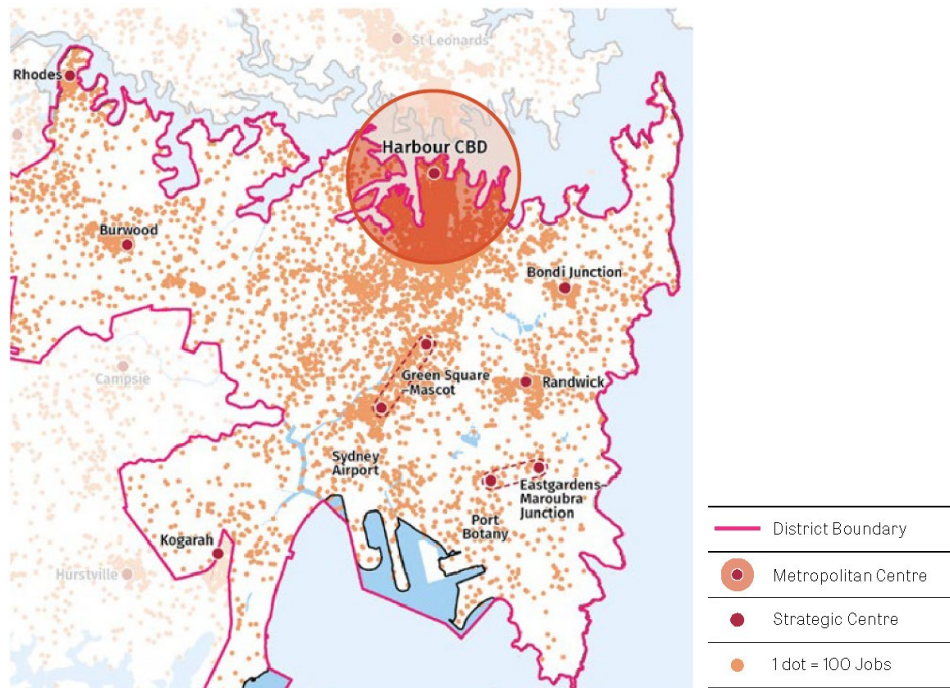 St Leonards
Rhodes
Harbour CBD
Burwood
Bondi Junction
Campsie
Green Square
–Mascot
Randwick
Sydney
Airport
Eastgardens–
Maroubra
Junction
Port
Botany
Kogarah
Hurstville
District Boundary
Metropolitan Centre
Strategic Centre
1 dot = 100 Jobs